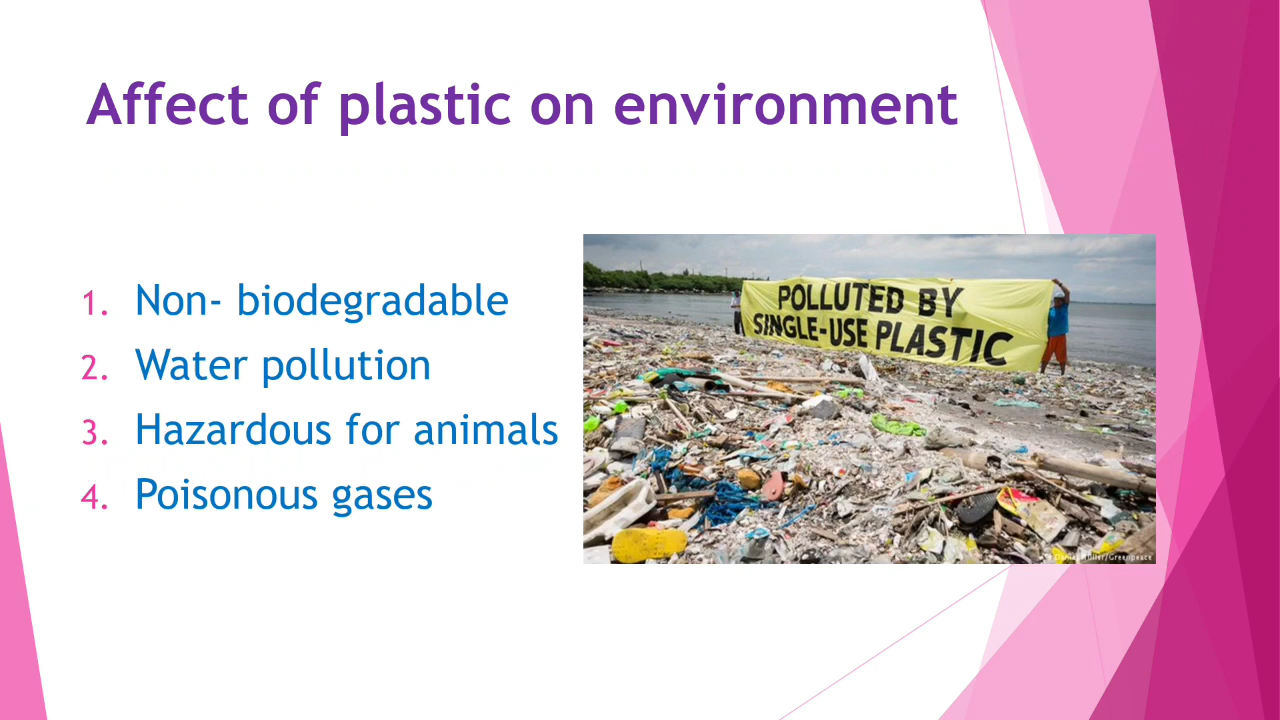 Affect of plastic on environment
1. Non- biodegradable
2. Water pollution
3. Hazardous for animals
4. Poisonous gases
POLLUTED BY
SINGLE-USE PLASTIC
/Greenpeace